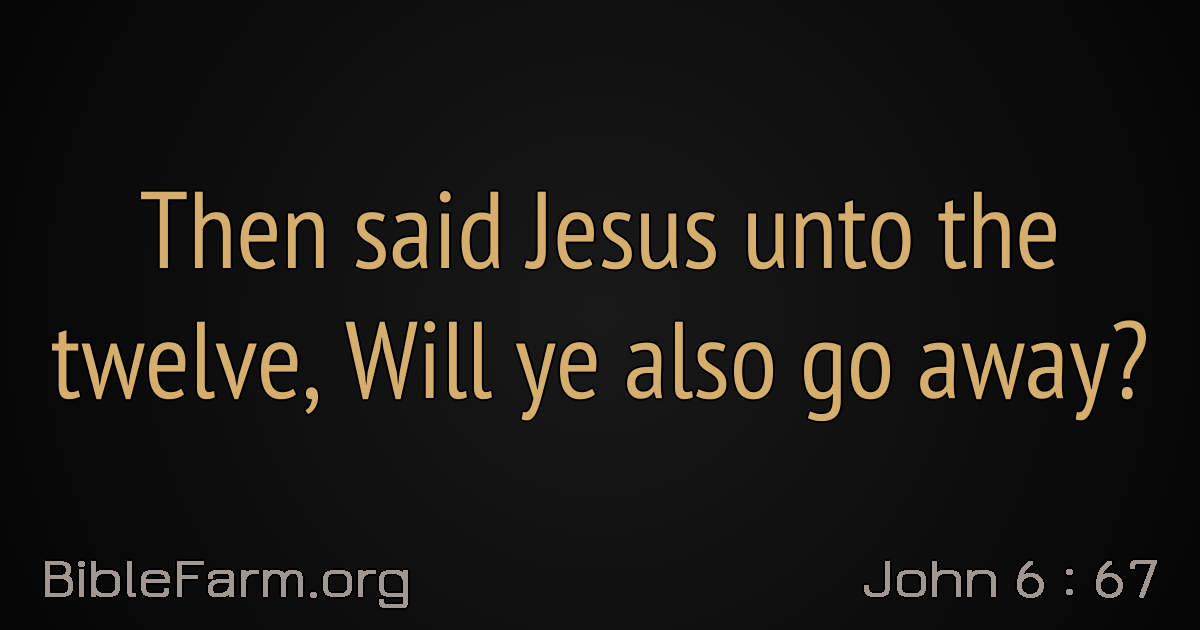 Then said Jesus unto the
twelve, Will ye also go away?
BibleFarm.org
John 6 : 67